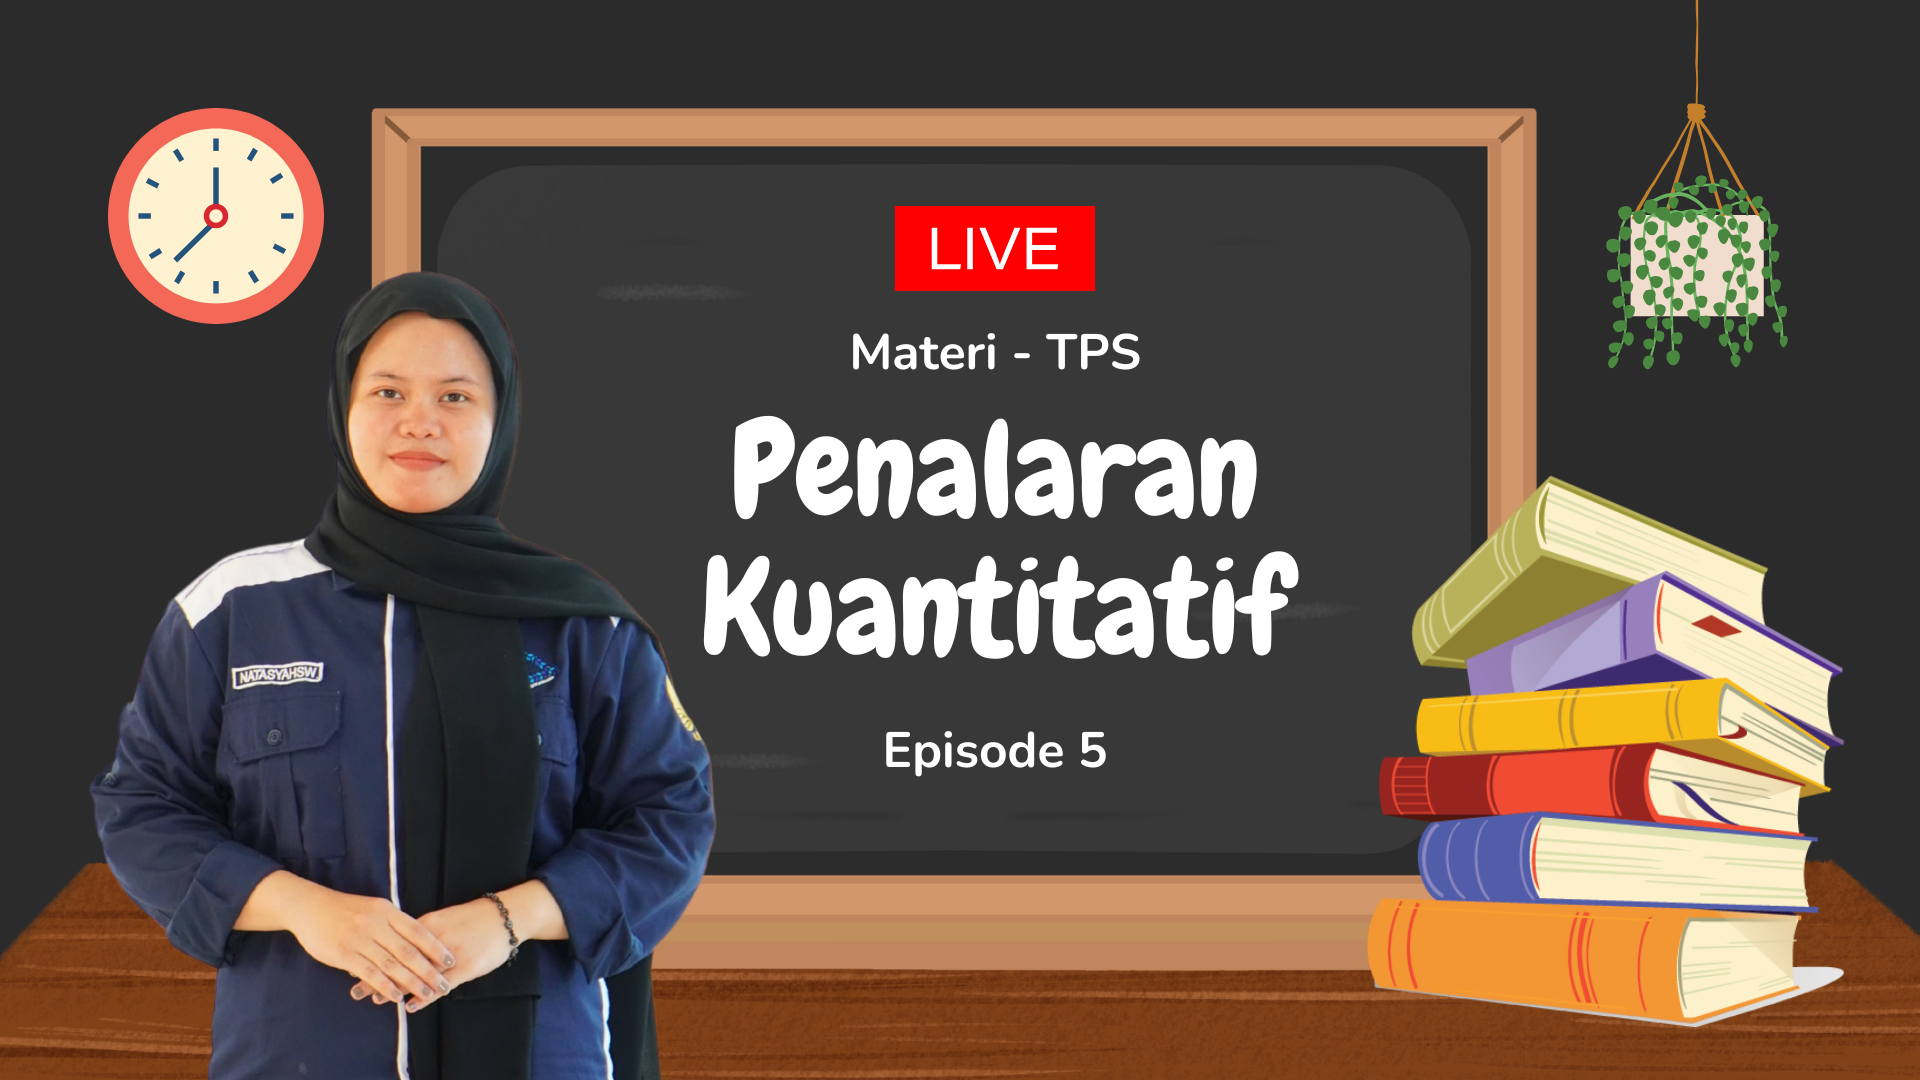 LIVE
Materi - TPS
Penalaran
Kuantitatif
Episode 5
NATASYAHSW